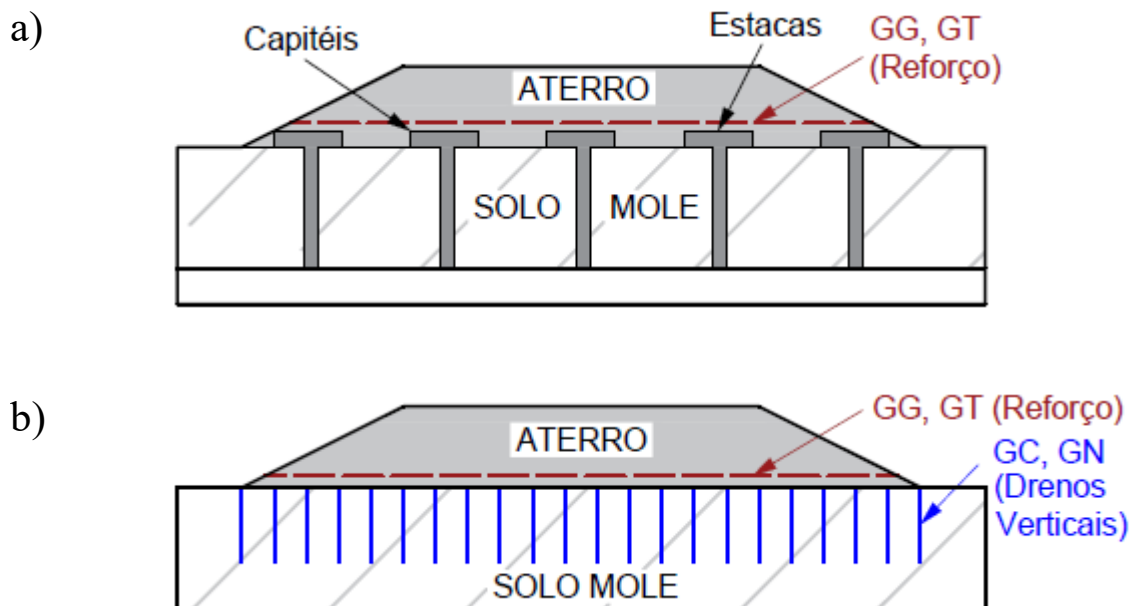 a)
Capitéis
Estacas
GG, GT
(Reforço)
ATERRO
SOLO MOLE
b)
GG, GT (Reforço)
ATERRO
GC, GN
(Drenos
Verticais)
SOLO MOLE